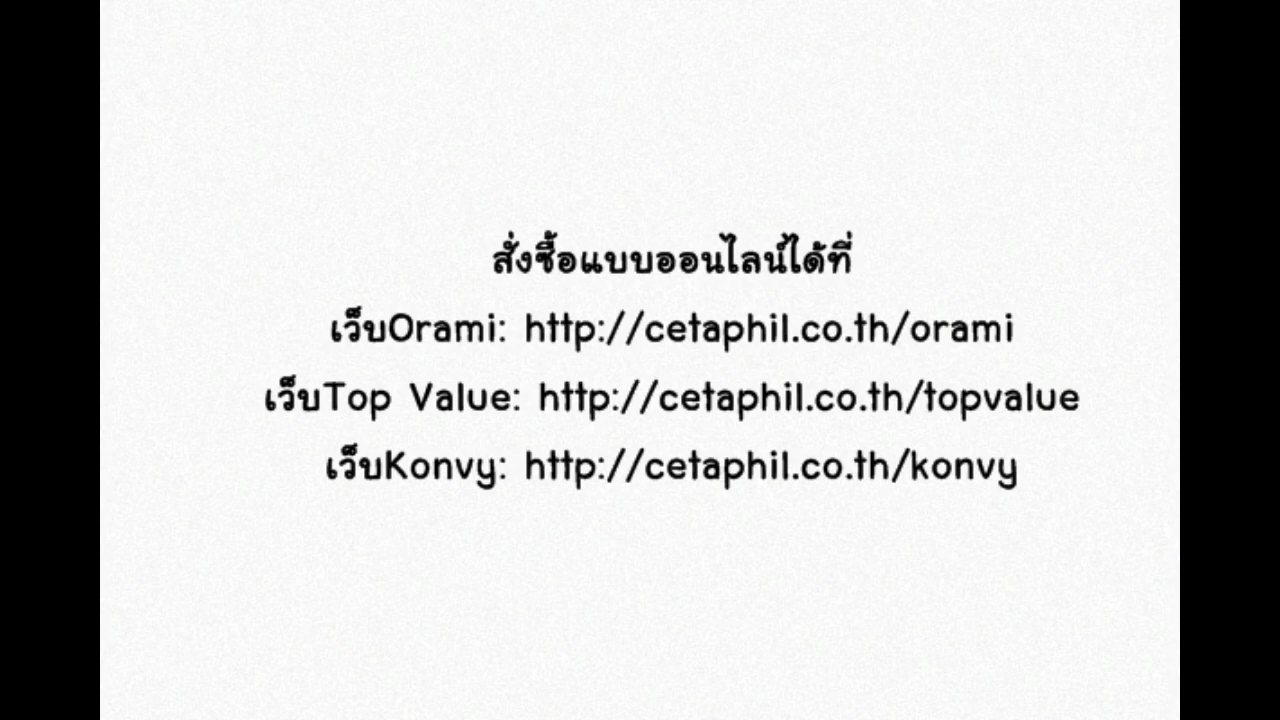 สั่งซื้อแบบออนไลน์ได้ที่
เว็บOrami: http://cetaphil.co.th/orami
เว็บTop Value: http://cetaphil.co.th/topvalue
เว็บKonvy: http://cetaphil.co.th/konvy